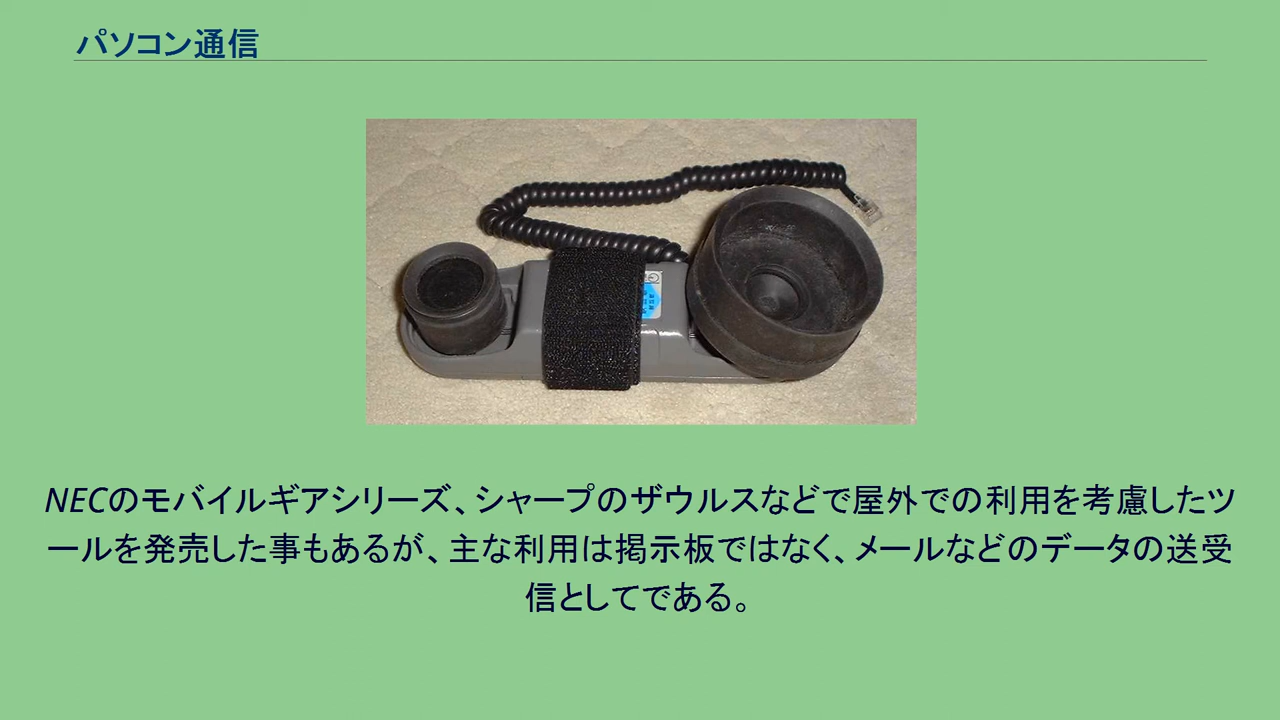 パソコン通信
NECのモバイルギアシリーズ、シャープのザウルスなどで屋外での利用を考慮したツ
ールを発売した事もあるが、主な利用は掲示板ではなく、メールなどのデータの送受
信としてである。